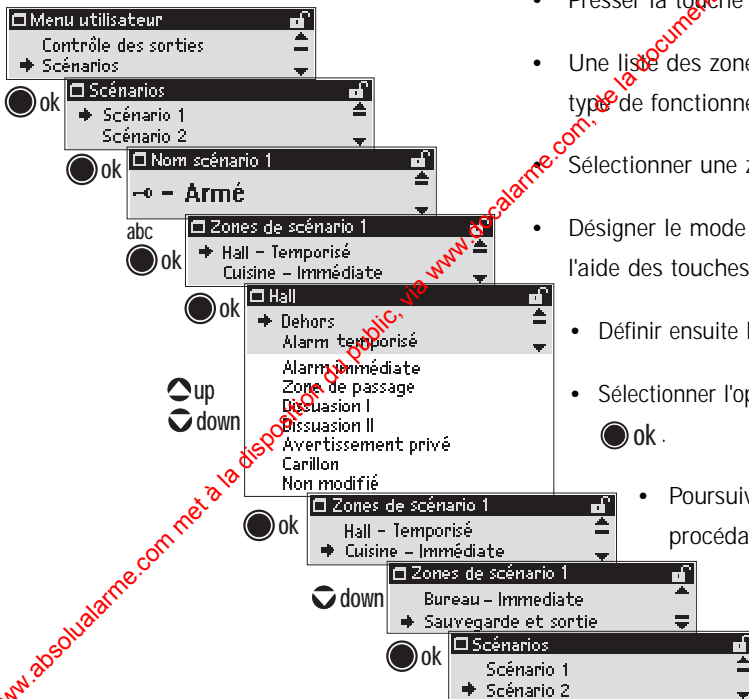 Menu utilisateur
Contrôle des sorties
Scénarios
ok
Scénarios
Scénario 1
Scénario 2
ok
Nom scénario 1
- Armé
abc
ok
Zones de scénario 1
Hall - Temporisé
Cuisine - Immédiate
ok
Hall
Dehors
Alarm temporisé
Alarm immédiate
Zone de passage
Dissuasion I
Dissuasion II
Avertissement privé
Carillon
Non modifié
up
down
ok
Zones de scénario 1
Hall - Temporisé
Cuisine - Immédiate
down
Zones de scénario 1
Bureau - Immediate
Sauvegarde et sortie
ok
Scénarios
Scénario 1
Scénario 2
• Presser la touche
• Une liste des zone
type de fonctionne
• Sélectionner une z
• Désigner le mode
l'aide des touches
• Définir ensuite l
• Sélectionner l'op
ok .
• Poursuiv
procéda
www.absolualarme.com met à la disposition du public, via www.docalarme.com, de la docume